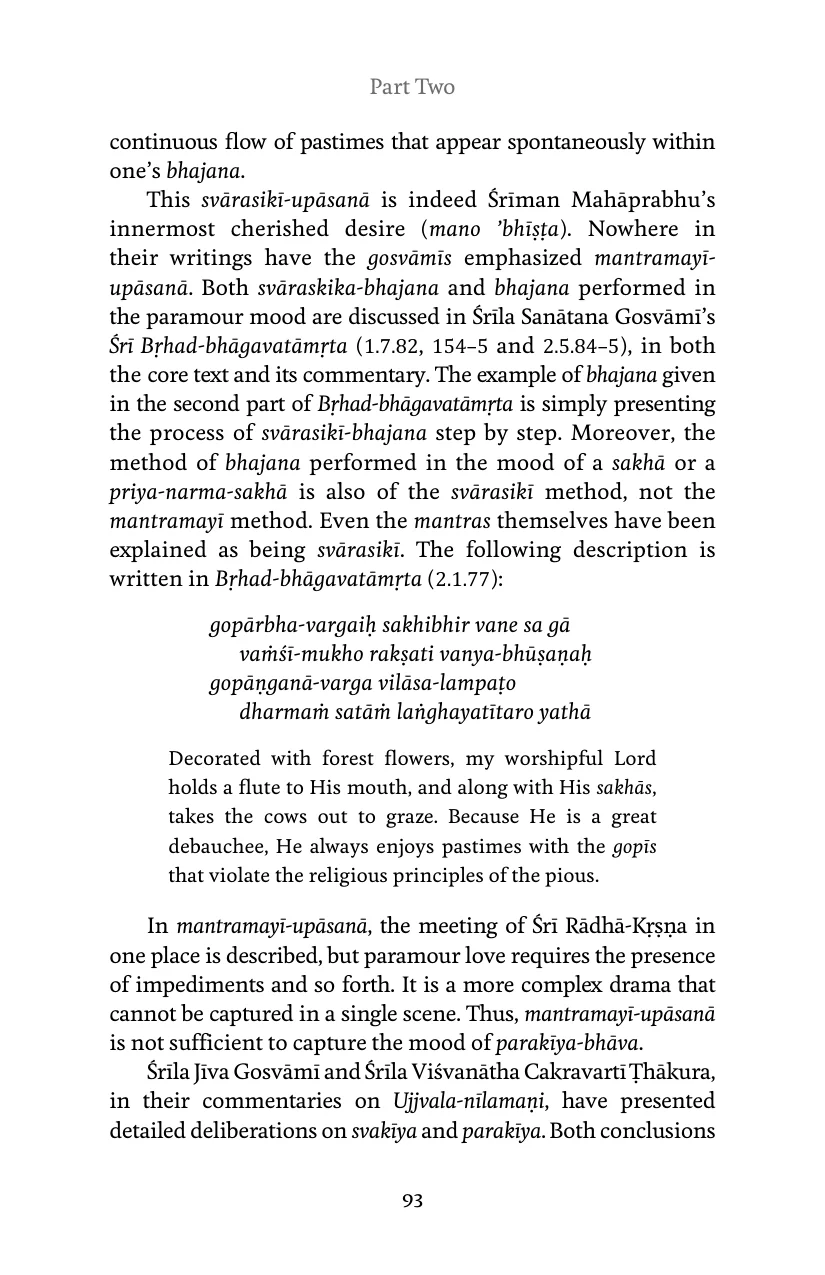 Part Two
continuous flow of pastimes that appear spontaneously within
one’s bhajana.
This svārasikī-upāsanā is indeed Śrīman Mahāprabhu’s
innermost cherished desire (mano ’bhīṣṭa). Nowhere in
their writings have the gosvāmīs emphasized mantramayī-
upāsanā. Both svāraskika-bhajana and bhajana performed in
the paramour mood are discussed in Śrīla Sanātana Gosvāmī’s
Śrī Bṛhad-bhāgavatāmṛta (1.7.82, 154–5 and 2.5.84–5), in both
the core text and its commentary. The example of bhajana given
in the second part of Bṛhad-bhāgavatāmṛta is simply presenting
the process of svārasikī-bhajana step by step. Moreover, the
method of bhajana performed in the mood of a sakhā or a
priya-narma-sakhā is also of the svārasikī method, not the
mantramayī method. Even the mantras themselves have been
explained as being svārasikī. The following description is
written in Bṛhad-bhāgavatāmṛta (2.1.77):
gopārbha-vargaiḥ sakhibhir vane sa gā
vaṁśī-mukho rakṣati vanya-bhūṣaṇaḥ
gopāṇganā-varga vilāsa-lampaṭo
dharmaṁ satāṁ laṅghayatītaro yathā
Decorated with forest flowers, my worshipful Lord
holds a flute to His mouth, and along with His sakhās,
takes the cows out to graze. Because He is a great
debauchee, He always enjoys pastimes with the gopīs
that violate the religious principles of the pious.
In mantramayī-upāsanā, the meeting of Śrī Rādhā-Kṛṣṇa in
one place is described, but paramour love requires the presence
of impediments and so forth. It is a more complex drama that
cannot be captured in a single scene. Thus, mantramayī-upāsanā
is not sufficient to capture the mood of parakīya-bhāva.
Śrīla Jīva Gosvāmī and Śrīla Viśvanātha Cakravartī Ṭhākura,
in their commentaries on Ujjvala-nīlamaṇi, have presented
detailed deliberations on svakīya and parakīya. Both conclusions
93